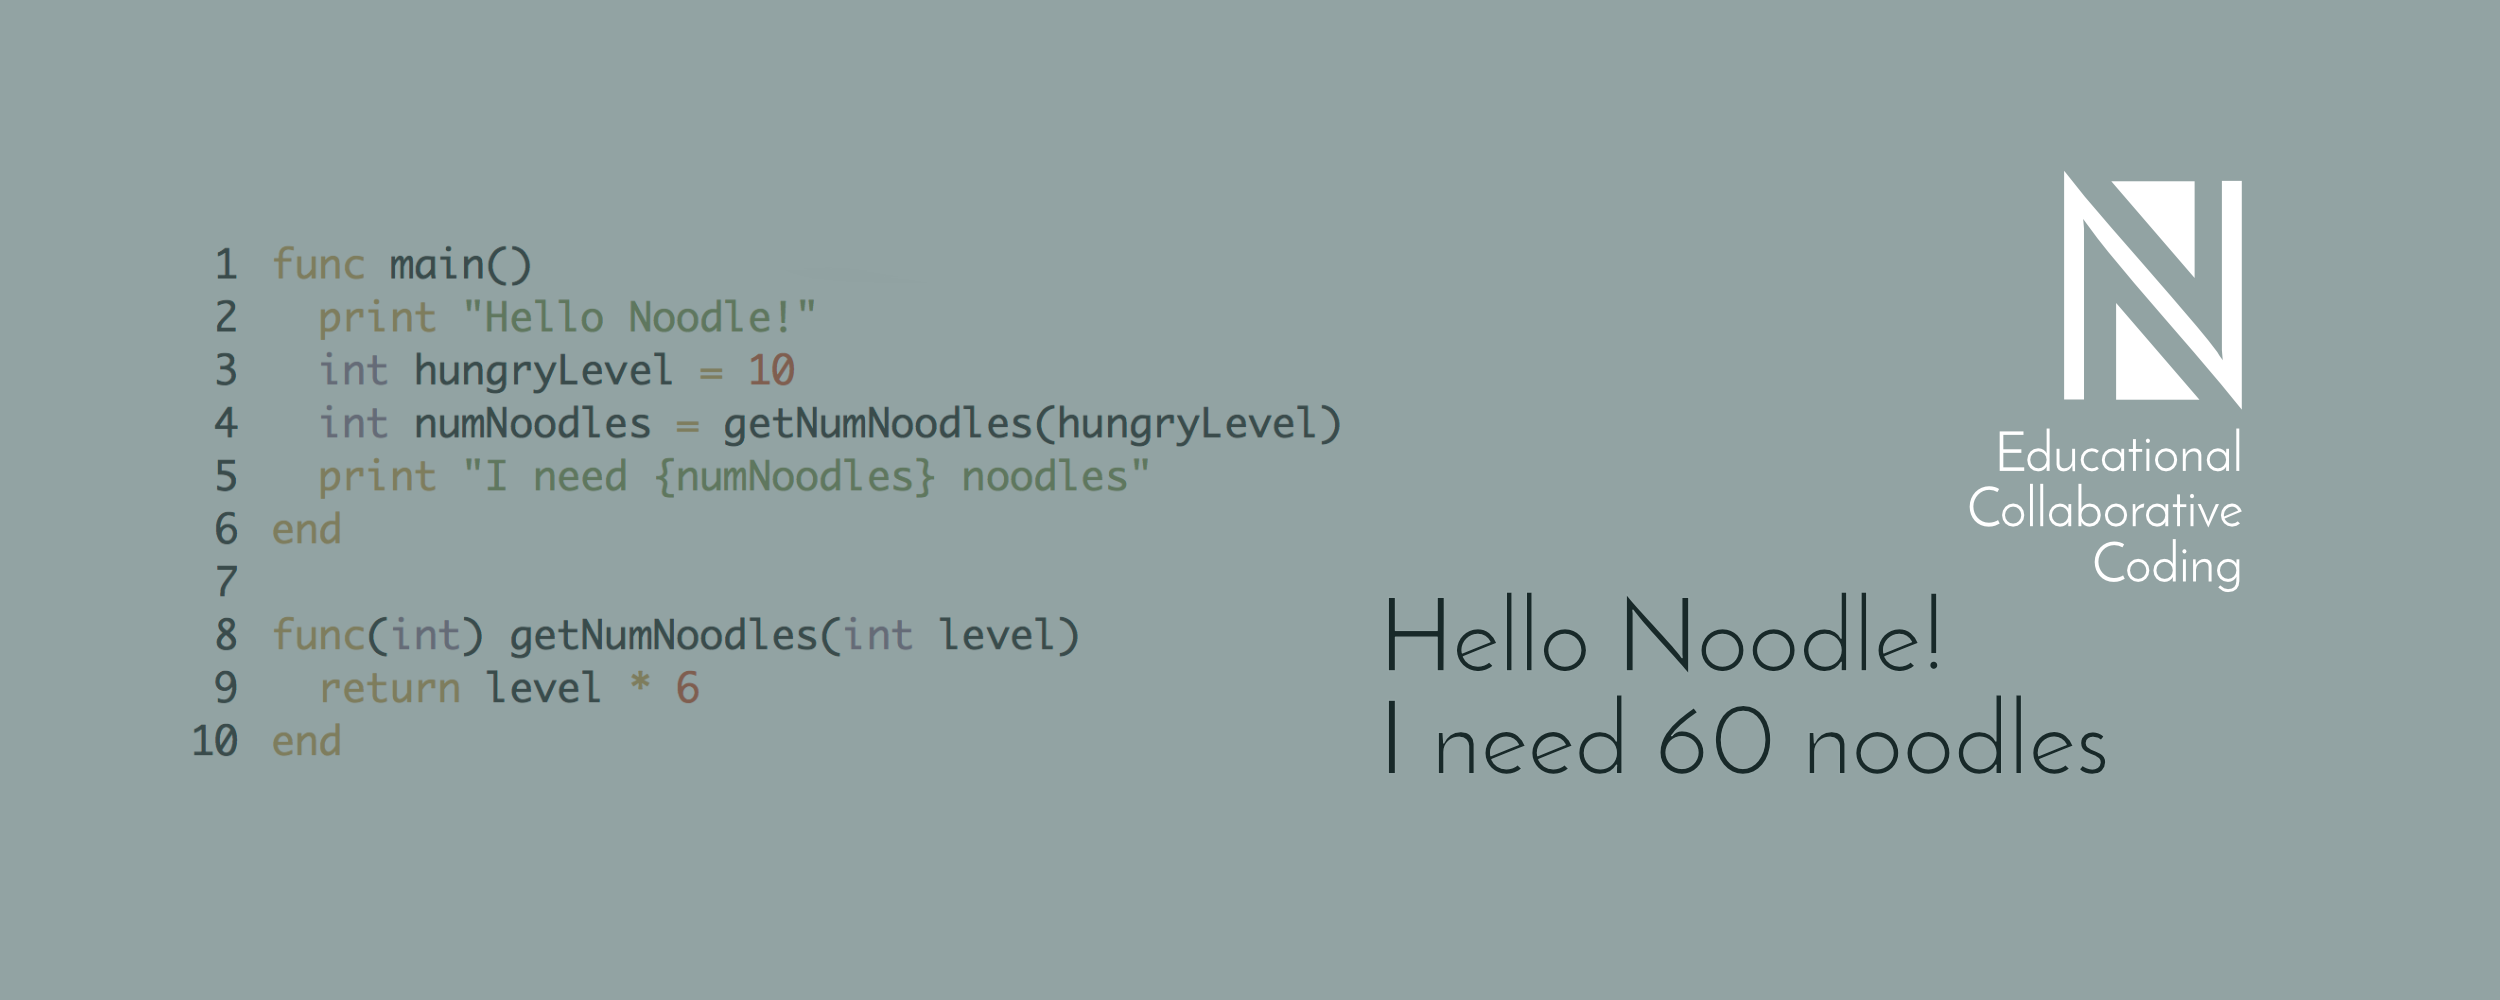 1 func main()
2   print "Hello Noodle!"
3   int hungryLevel = 10
4   int numNoodles = getNumNoodles(hungryLevel)
5   print "I need {numNoodles} noodles"
6 end
7
8 func(int) getNumNoodles(int level)
9   return level * 6
10 end
N
Educational
Collaborative
Coding
Hello Noodle!
I need 60 noodles